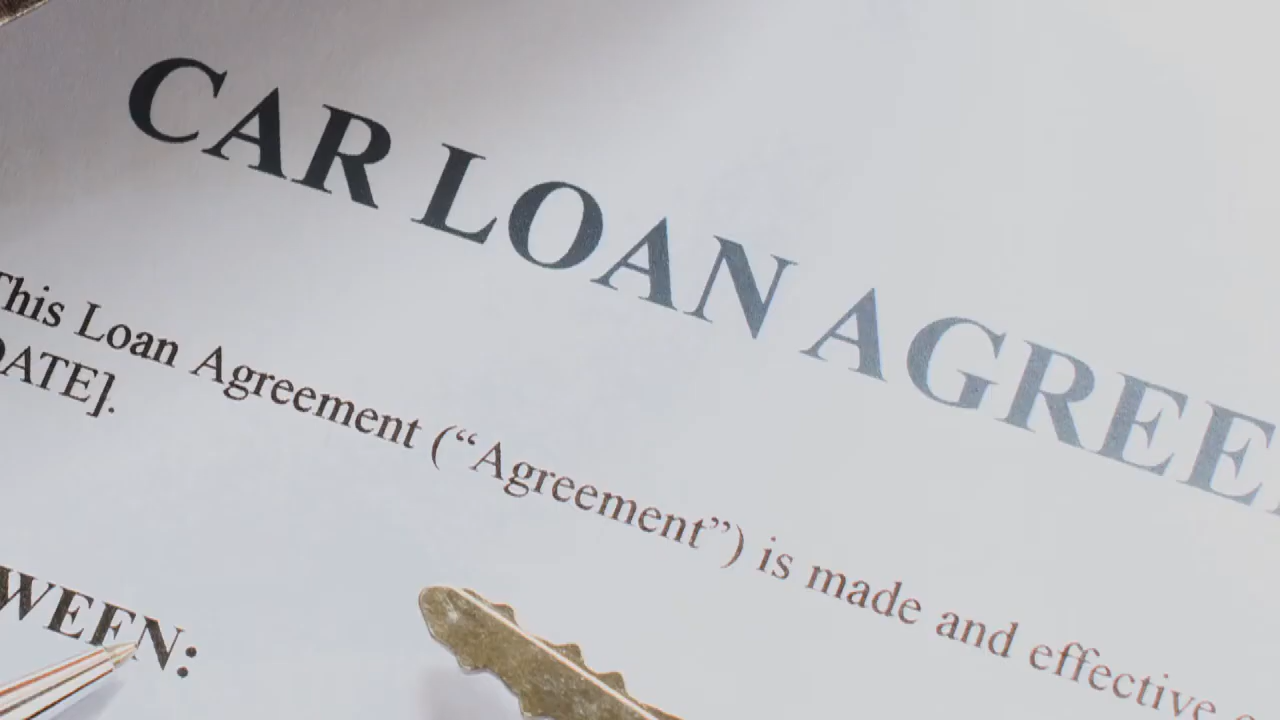 CAR LOAN AGREE
This Loan Agreement (“Agreement”) is made and effective
DATE].
WEEN: